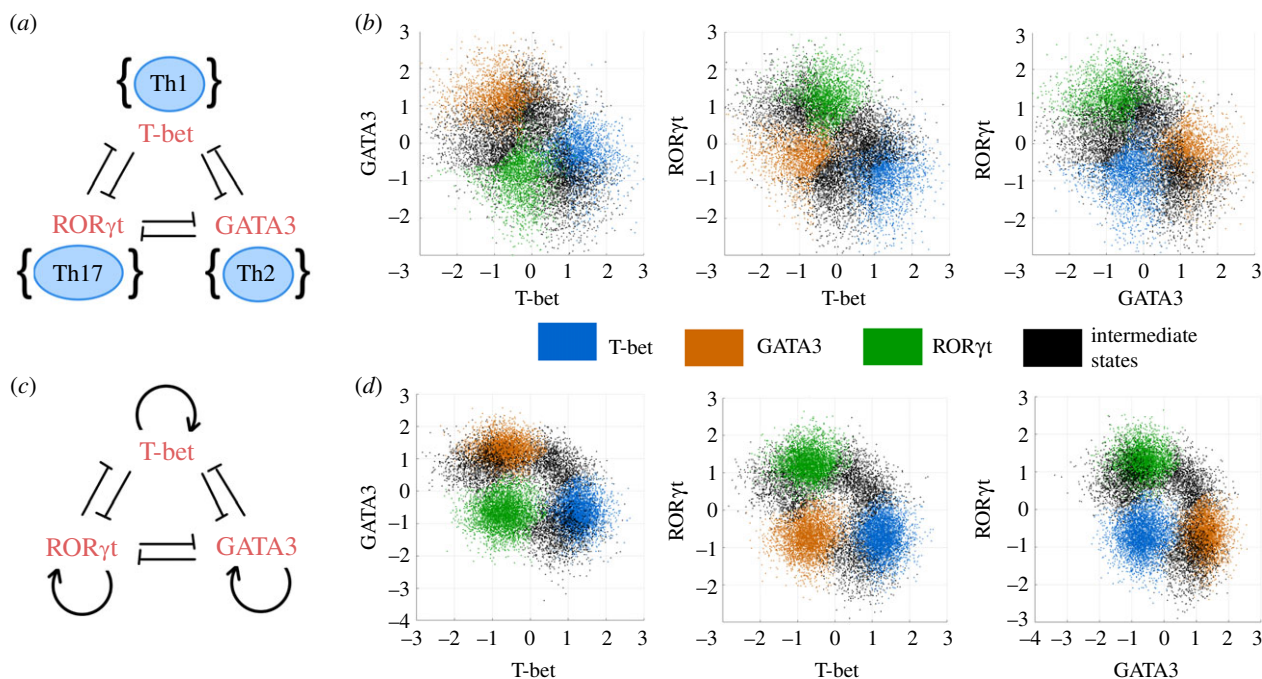 (a)
{ Th1 }
T-bet
RORγt
GATA3
{ Th17 }
{ Th2 }
(b)
GATA3
3
2
1
0
−1
−2
−3 −2 −1 0 1 2 3
T-bet
RORγt
3
2
1
0
−1
−2
−3 −2 −1 0 1 2 3
T-bet
RORγt
3
2
1
0
−1
−2
−3 −2 −1 0 1 2 3
GATA3
T-bet
GATA3
RORγt
intermediate
states
(c)
T-bet
RORγt
GATA3
(d)
GATA3
3
2
1
0
−1
−2
−3
−4
−3 −2 −1 0 1 2 3
T-bet
RORγt
3
2
1
0
−1
−2
−3 −2 −1 0 1 2 3
T-bet
RORγt
3
2
1
0
−1
−2
−3
−4 −3 −2 −1 0 1 2 3
GATA3